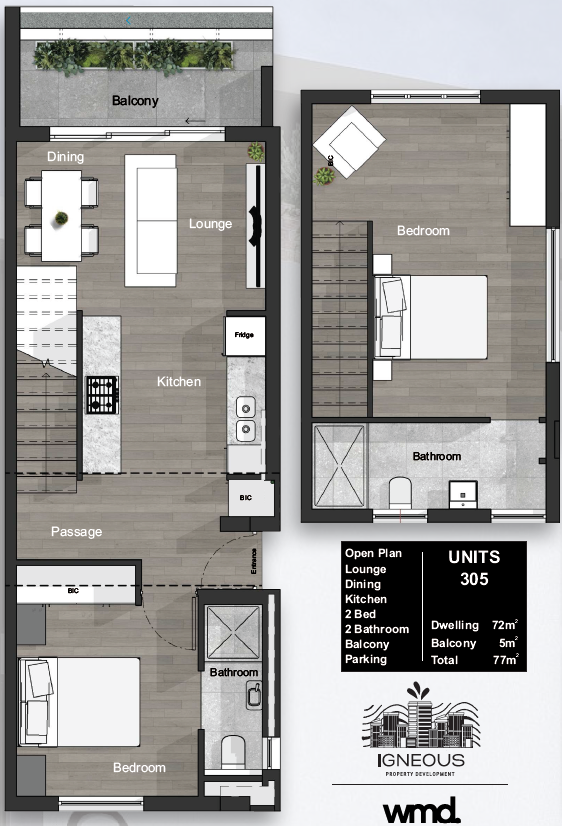 Balcony
Dining
Lounge
Fridge
Kitchen
BIC
Passage
Entrance
BIC
Bathroom
Bedroom
BIC
Bedroom
Bathroom
Open Plan
Lounge
Dining
Kitchen
2 Bed
2 Bathroom
Balcony
Parking
UNITS
305
Dwelling 72m²
Balcony 5m²
Total 77m²
IGNEOUS
PROPERTY DEVELOPMENT
wmd.